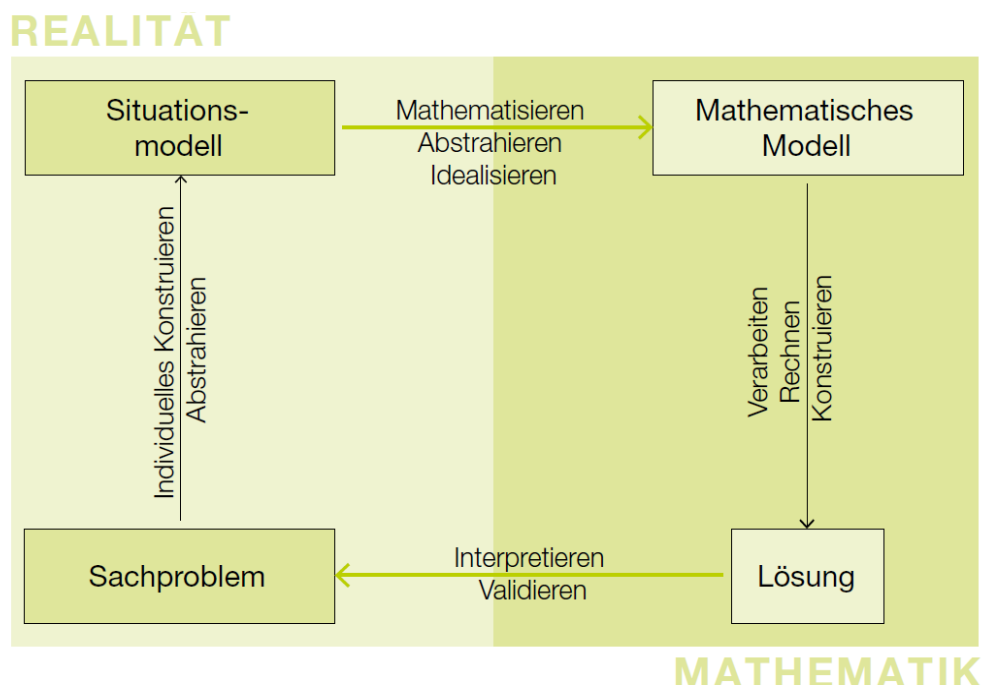 REALITÄT
Situations-
modell
Mathematisieren
Abstrahieren
Idealisieren
Mathematisches
Modell
Individuelles Konstruieren
Abstrahieren
Verarbeiten
Rechnen
Konstruieren
Sachproblem
Interpretieren
Validieren
Lösung
MATHEMATIK